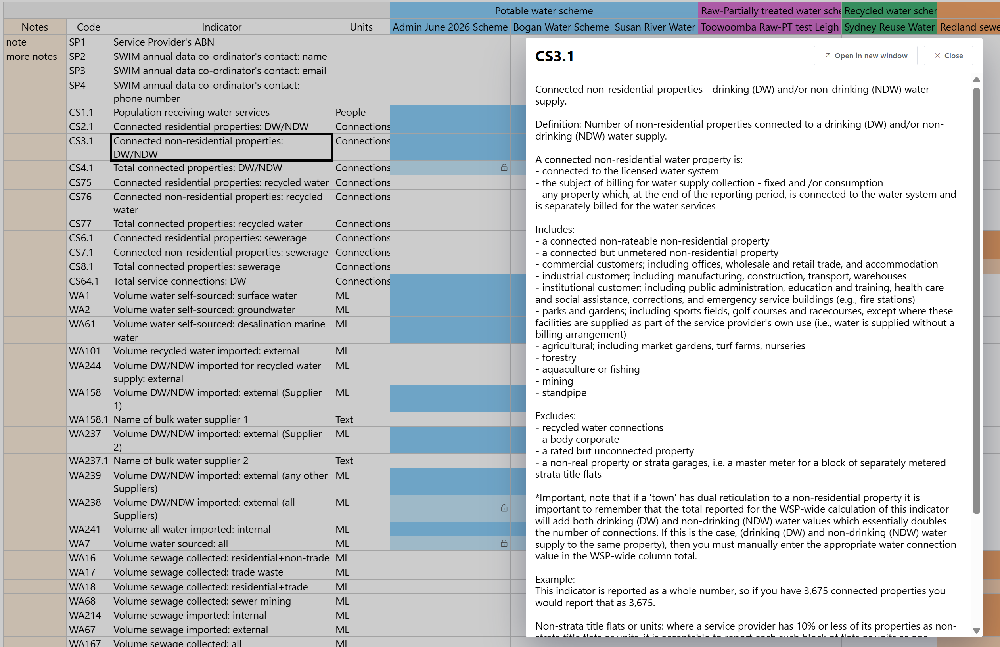 Potable water scheme Raw-Partially treated water sche Recycled water scher
Notes Code Indicator Units Admin June 2026 Scheme Bogan Water Scheme Susan River Water Toowoomba Raw-PT test Leigh Sydney Reuse Water Redland sewe
note SP1 Service Provider's ABN
more notes SP2 SWIM annual data co-ordinator's contact: name
SP3 SWIM annual data co-ordinator's contact: email
SP4 SWIM annual data co-ordinator's contact:
phone number
CS1.1 Population receiving water services People
CS2.1 Connected residential properties: DW/NDW Connections
CS3.1 Connected non-residential properties: Connections
DW/NDW
CS4.1 Total connected properties: DW/NDW Connections
CS75 Connected residential properties: recycled water Connections
CS76 Connected non-residential properties: recycled Connections
water
CS77 Total connected properties: recycled water Connections
CS6.1 Connected residential properties: sewerage Connections
CS7.1 Connected non-residential properties: sewerage Connections
CS8.1 Total connected properties: sewerage Connections
CS64.1 Total service connections: DW Connections
WA1 Volume water self-sourced: surface water ML
WA2 Volume water self-sourced: groundwater ML
WA61 Volume water self-sourced: desalination marine ML
water
WA101 Volume recycled water imported: external ML
WA244 Volume DW/NDW imported for recycled water ML
supply: external
WA158 Volume DW/NDW imported: external (Supplier ML
1)
WA158.1 Name of bulk water supplier 1 Text
WA237 Volume DW/NDW imported: external (Supplier ML
2)
WA237.1 Name of bulk water supplier 2 Text
WA239 Volume DW/NDW imported: external (any other ML
Suppliers)
WA238 Volume DW/NDW imported: external (all ML
Suppliers)
WA241 Volume all water imported: internal ML
WA7 Volume water sourced: all ML
WA16 Volume sewage collected: residential+non-trade ML
WA17 Volume sewage collected: trade waste ML
WA18 Volume sewage collected: residential+trade ML
WA68 Volume sewage collected: sewer mining ML
WA214 Volume sewage imported: internal ML
WA67 Volume sewage imported: external ML
WA167 Volume sewage collected: all ML
CS3.1 Open in new window Close
Connected non-residential properties - drinking (DW) and/or non-drinking (NDW) water
supply.
Definition: Number of non-residential properties connected to a drinking (DW) and/or non-
drinking (NDW) water supply.
A connected non-residential water property is:
- connected to the licensed water system
- the subject of billing for water supply collection - fixed and /or consumption
- any property which, at the end of the reporting period, is connected to the water system and
is separately billed for the water services
Includes:
- a connected non-rateable non-residential property
- a connected but unmetered non-residential property
- commercial customers; including offices, wholesale and retail trade, and accommodation
- industrial customer; including manufacturing, construction, transport, warehouses
- institutional customer; including public administration, education and training, health care
and social assistance, corrections, and emergency service buildings (e.g., fire stations)
- parks and gardens; including sports fields, golf courses and racecourses, except where these
facilities are supplied as part of the service provider's own use (i.e., water is supplied without a
billing arrangement)
- agricultural; including market gardens, turf farms, nurseries
- forestry
- aquaculture or fishing
- mining
- standpipe
Excludes:
- recycled water connections
- a body corporate
- a rated but unconnected property
- a non-real property or strata garages, i.e. a master meter for a block of separately metered
strata title flats
*Important, note that if a 'town' has dual reticulation to a non-residential property it is
important to remember that the total reported for the WSP-wide calculation of this indicator
will add both drinking (DW) and non-drinking (NDW) water values which essentially doubles
the number of connections. If this is the case, (drinking (DW) and non-drinking (NDW) water
supply to the same property), then you must manually enter the appropriate water connection
value in the WSP-wide column total.
Example:
This indicator is reported as a whole number, so if you have 3,675 connected properties you
would report that as 3,675.
Non-strata title flats or units: where a service provider has 10% or less of its properties as non-
strata title flats or units, it is acceptable to report each such block of flats or units as one